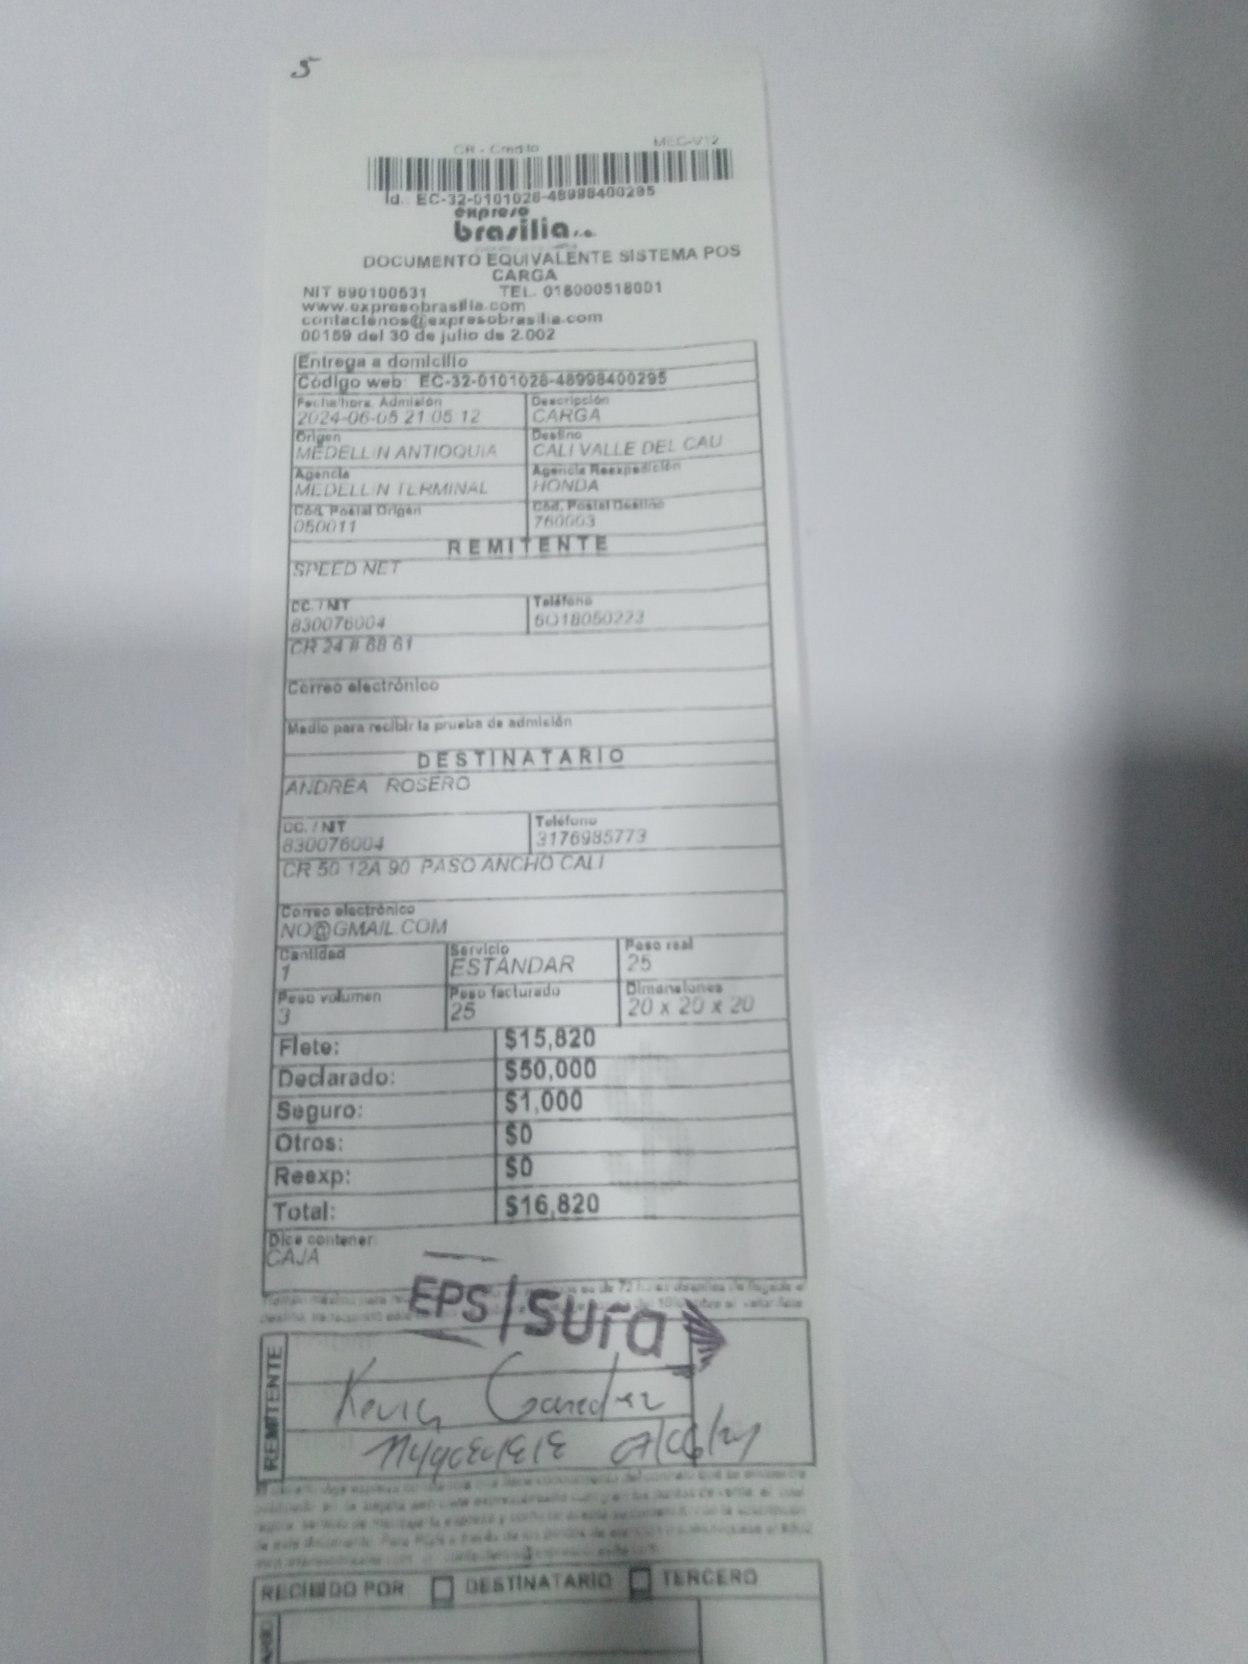 5
CR - Credito MEC-V12
Id.: EC-32-0101026-48998400295
expreso
brasilia s.a.
DOCUMENTO EQUIVALENTE SISTEMA POS
CARGA
NIT 890100531 TEL. 018000518001
www.expresobrasilia.com
contactenos@expresobrasilia.com
00159 del 30 de julio de 2.002
Entrega a domicilio
Código web: EC-32-0101026-48998400295
Fecha/hora. Admisión Descripción
2024-06-05 21:05:12 CARGA
Origen Destino
MEDELLIN ANTIOQUIA CALI VALLE DEL CAU
Agencia Agencia Reexpedición
MEDELLIN TERMINAL HONDA
Cód. Postal Origen Cód. Postal Destino
050011 760003
REMITENTE
SPEED NET
CC. / NIT Teléfono
830076004 6018050223
CR 24 # 68 61
Correo electrónico
Medio para recibir la prueba de admisión
DESTINATARIO
ANDREA ROSERO
CC. / NIT Teléfono
830076004 3176985773
CR 50 12A 90 PASO ANCHO CALI
Correo electrónico
NO@GMAIL.COM
Cantidad Servicio Peso real
1 ESTÁNDAR 25
Peso volumen Peso facturado Dimensiones
3 25 20 x 20 x 20
Flete: $15,820
Declarado: $50,000
Seguro: $1,000
Otros: $0
Reexp: $0
Total: $16,820
Dice contener:
CAJA
EPS/sura
REMITENTE
07/06/24
RECIBIDO POR DESTINATARIO TERCERO